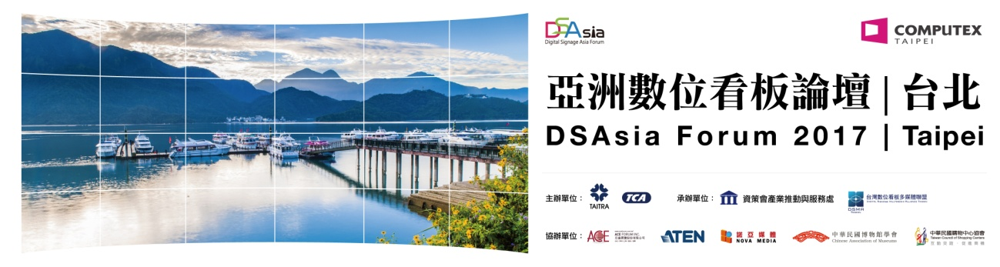 DSAsia
Digital Signage Asia Forum
COMPUTEX
TAIPEI
亞洲數位看板論壇 | 台北
DSAsia Forum 2017 | Taipei
主辦單位：
TAITRA
TCA
承辦單位：
資策會產業推動與服務處
DSMA
台灣數位看板多媒體聯盟
協辦單位：
ACE
ACE FORUM INC.
ATEN
諾亞媒體
NOVA MEDIA
中華民國博物館學會
Chinese Association of Museums
中華民國購物中心協會
Taiwan Council of Shopping Centers